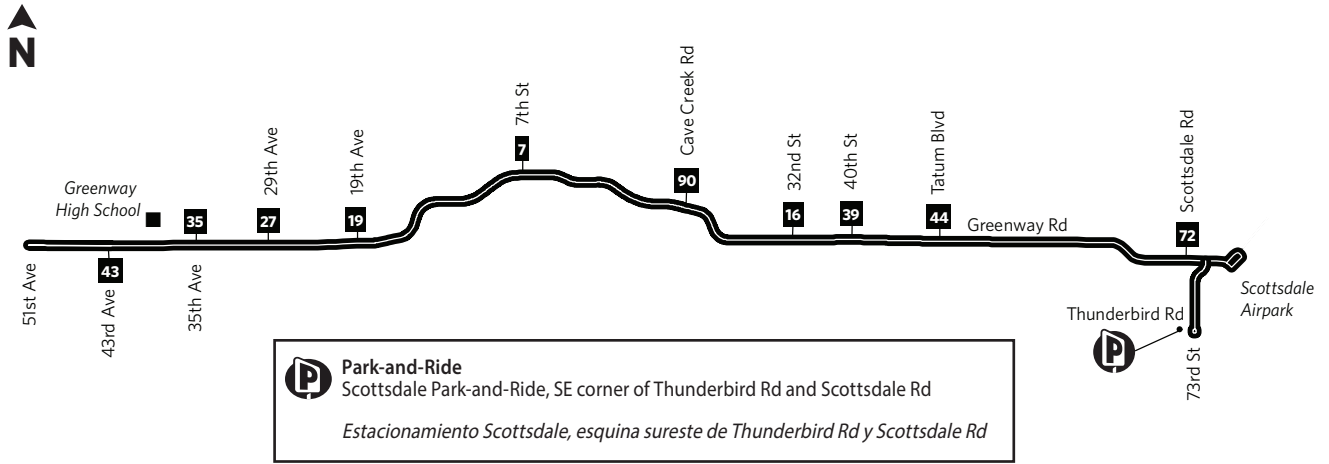 N
Greenway
High School
51st Ave
43
43rd Ave
35
35th Ave
27
29th Ave
19
19th Ave
7
7th St
90
Cave Creek Rd
16
32nd St
39
40th St
44
Tatum Blvd
Greenway Rd
72
Scottsdale Rd
Scottsdale
Airpark
Thunderbird Rd
P
73rd St
P
Park-and-Ride
Scottsdale Park-and-Ride, SE corner of Thunderbird Rd and Scottsdale Rd
Estacionamiento Scottsdale, esquina sureste de Thunderbird Rd y Scottsdale Rd